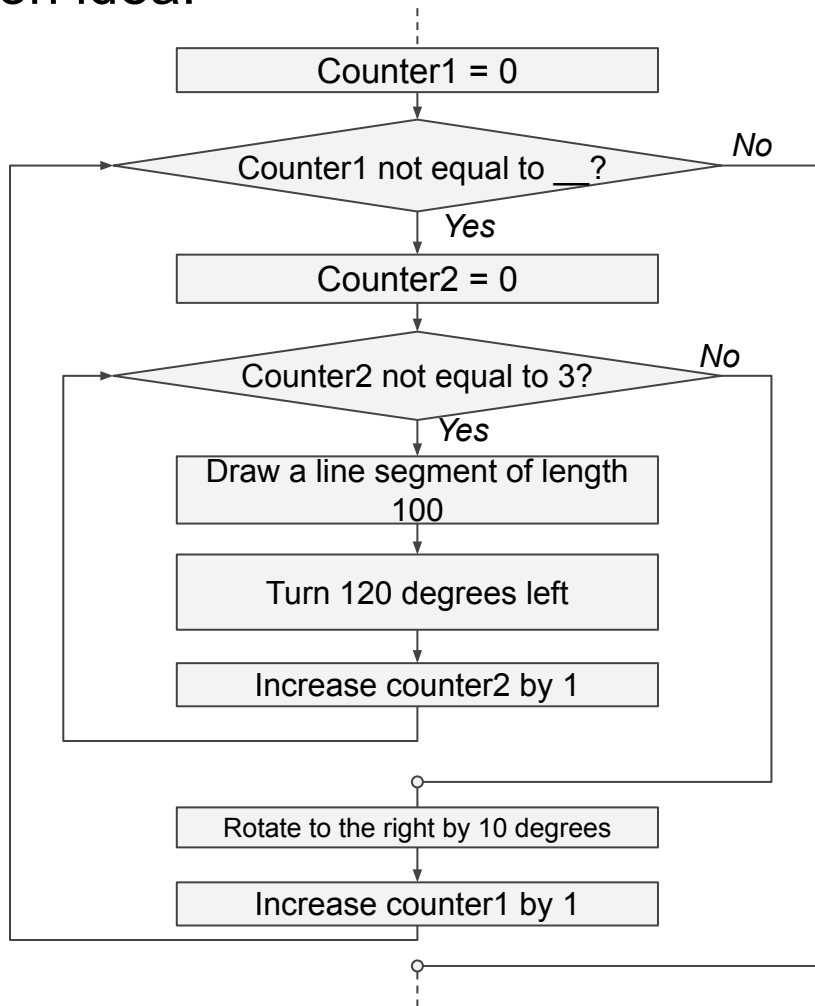 Counter1 = 0
Counter1 not equal to __?
No
Yes
Counter2 = 0
Counter2 not equal to 3?
No
Yes
Draw a line segment of length
100
Turn 120 degrees left
Increase counter2 by 1
Rotate to the right by 10 degrees
Increase counter1 by 1